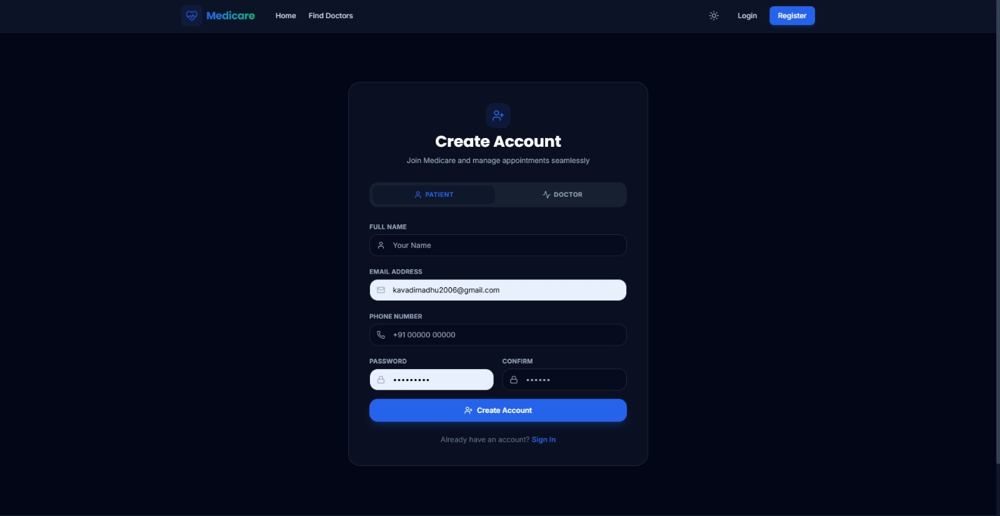 Medicare
Home
Find Doctors
Login
Register
Create Account
Join Medicare and manage appointments seamlessly
PATIENT
DOCTOR
FULL NAME
Your Name
EMAIL ADDRESS
kavadimadhu2006@gmail.com
PHONE NUMBER
+91 00000 00000
PASSWORD
CONFIRM
•••••••••
••••••
Create Account
Already have an account? Sign In